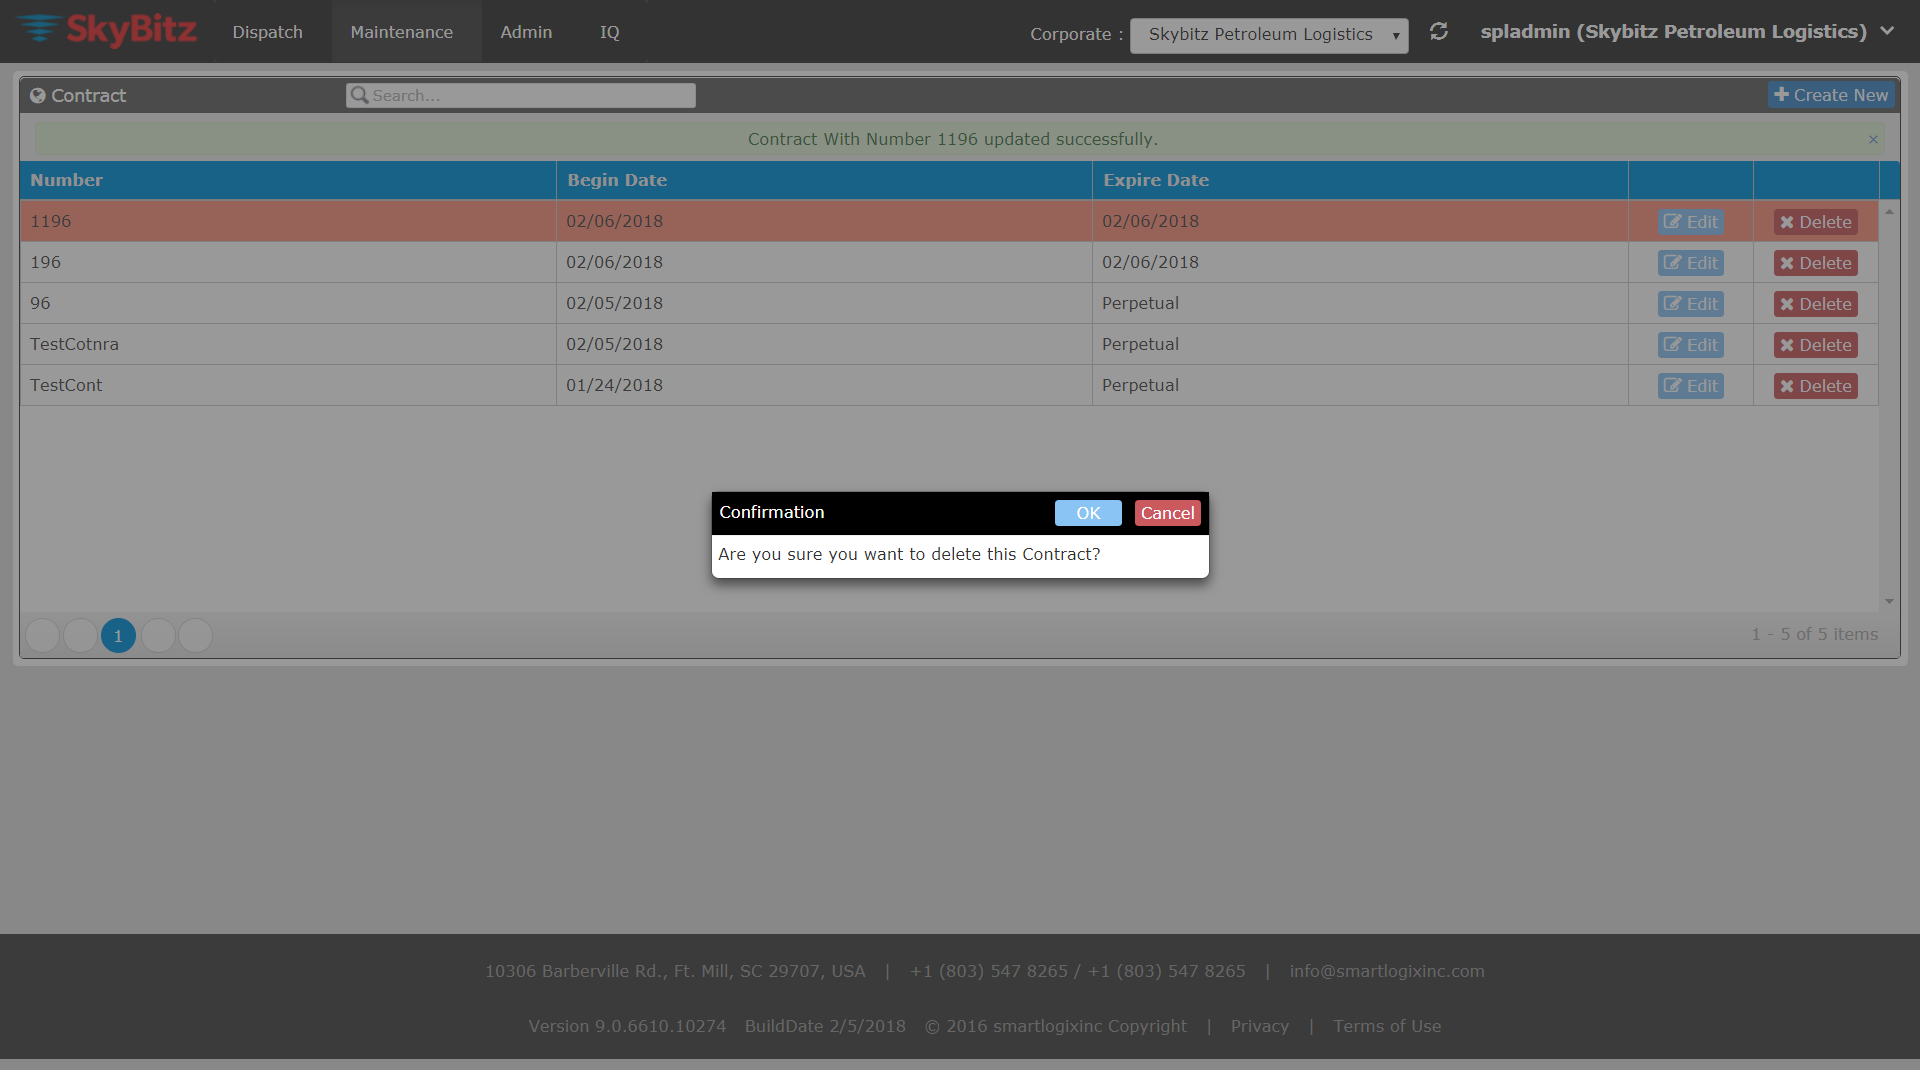 SkyBitz Dispatch Maintenance Admin IQ Corporate : Skybitz Petroleum Logistics spladmin (Skybitz Petroleum Logistics)
Contract Search... Create New
Contract With Number 1196 updated successfully. ×
Number Begin Date Expire Date
1196 02/06/2018 02/06/2018 Edit Delete
196 02/06/2018 02/06/2018 Edit Delete
96 02/05/2018 Perpetual Edit Delete
TestCotnra 02/05/2018 Perpetual Edit Delete
TestCont 01/24/2018 Perpetual Edit Delete
Confirmation OK Cancel
Are you sure you want to delete this Contract?
1 1 - 5 of 5 items
10306 Barberville Rd., Ft. Mill, SC 29707, USA | +1 (803) 547 8265 / +1 (803) 547 8265 | info@smartlogixinc.com
Version 9.0.6610.10274 BuildDate 2/5/2018 © 2016 smartlogixinc Copyright | Privacy | Terms of Use